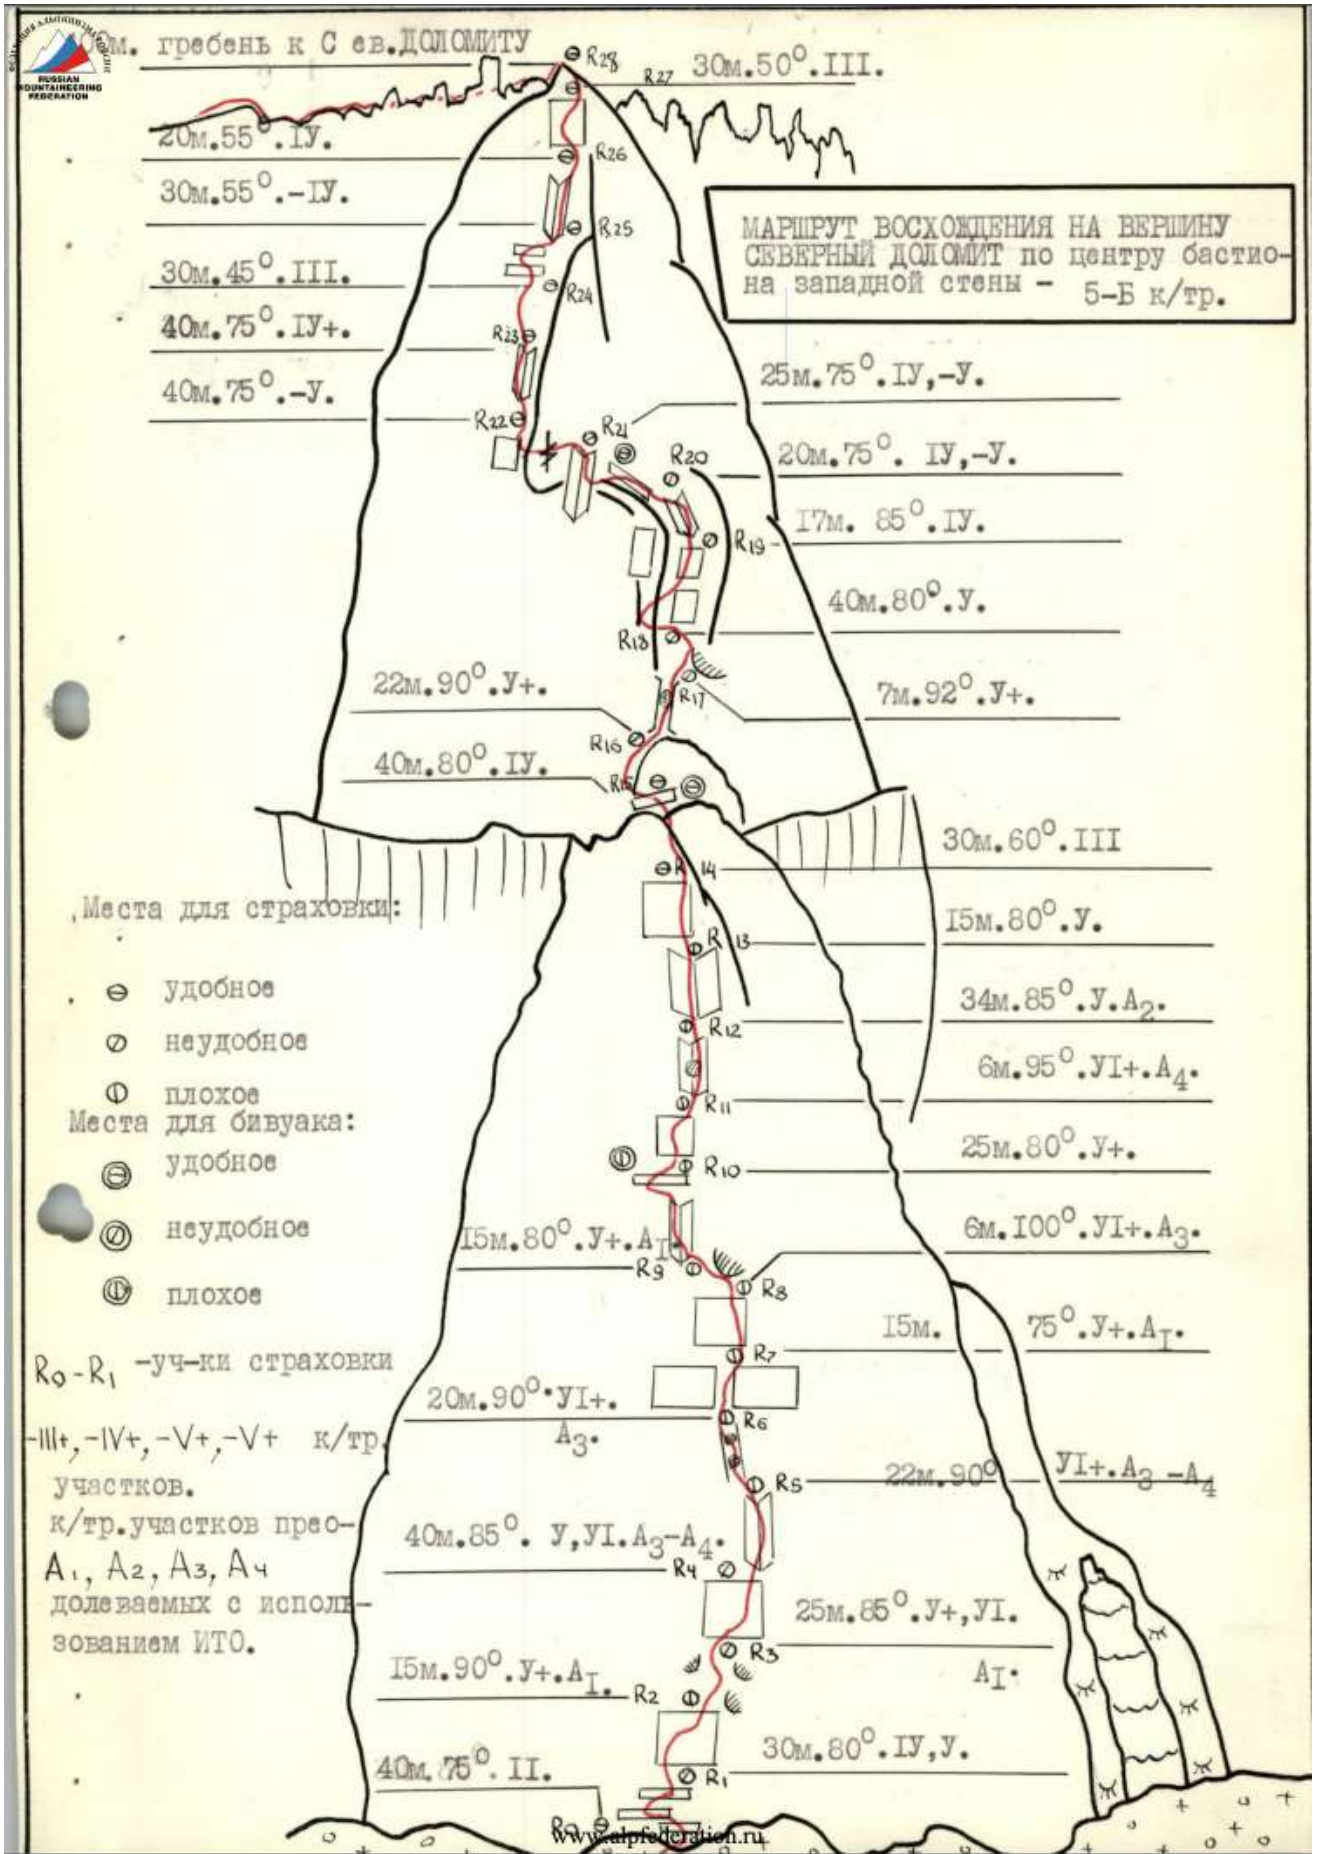 ФЕДЕРАЦИЯ АЛЬПИНИЗМА РОССИИ
RUSSIAN
MOUNTAINEERING
FEDERATION
м. гребень к С ев.ДОЛОМИТУ
R28
R27
30м.50°.III.
20м.55°.IУ.
R26
30м.55°.-IУ.
R25
МАРШРУТ ВОСХОЖДЕНИЯ НА ВЕРШИНУ
СЕВЕРНЫЙ ДОЛОМИТ по центру бастио-
на западной стены - 5-Б к/тр.
30м.45°.III.
R24
40м.75°.IУ+.
R23
25м.75°.IУ,-У.
40м.75°.-У.
R22
R21
R20
20м.75°. IУ,-У.
17м. 85°.IУ.
R19
40м.80°.У.
R18
22м.90°.У+.
R17
7м.92°.У+.
R16
40м.80°.IУ.
R15
30м.60°.III
R 14
Места для страховки:
15м.80°.У.
R 13
удобное
34м.85°.У.А2.
R12
неудобное
6м.95°.УI+.А4.
плохое
R11
Места для бивуака:
25м.80°.У+.
удобное
R10
неудобное
15м.80°.У+.АI.
6м.I00°.УI+.А3.
R9
R8
плохое
15м. 75°.У+.АI.
R7
R0-R1 -уч-ки страховки
20м.90°.УI+.
А3.
R6
-III+,-IV+,-V+,-V+ к/тр.
участков.
22м.90° УI+.А3-А4
R5
к/тр.участков прео-
40м.85°. У,УI.А3-А4.
А1, А2, А3, А4
R4
долеваемых с исполь-
25м.85°.У+,УI.
зованием ИТО.
R3
АI.
15м.90°.У+.АI.
R2
30м.80°.IУ,У.
40м.75°.II.
R1
R0
www.alpfederation.ru